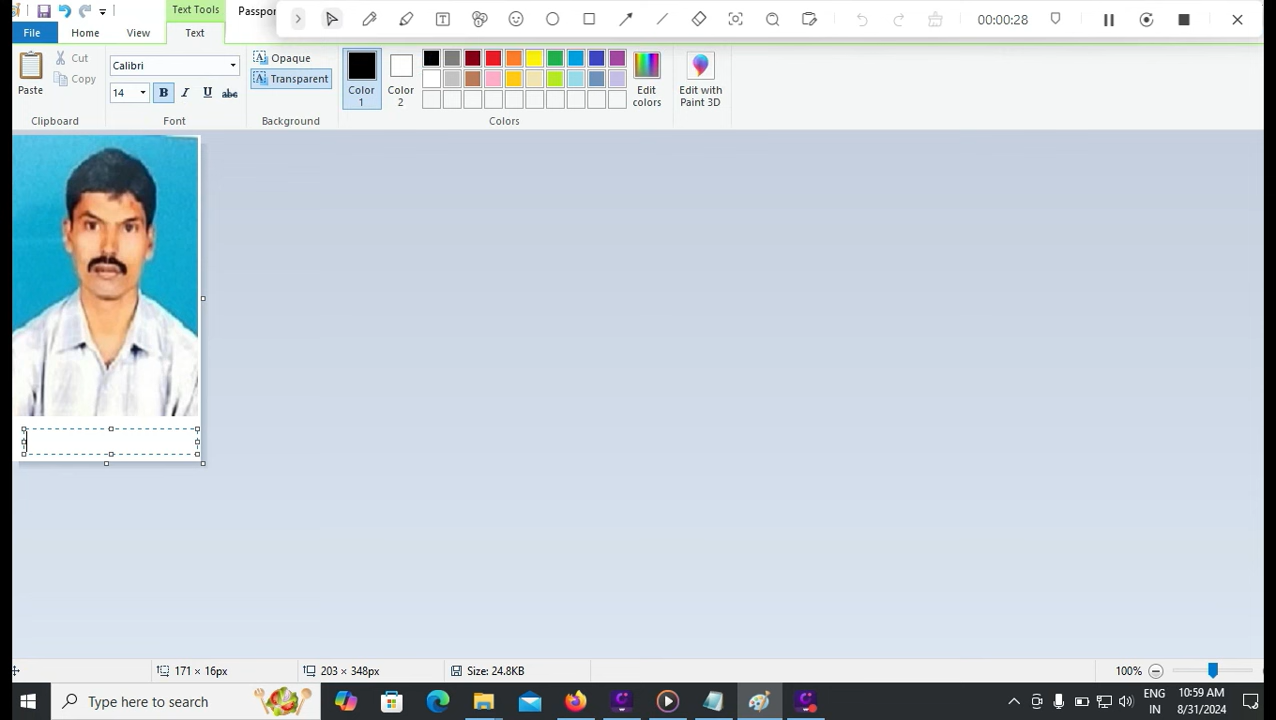 Text Tools
Passpor
00:00:28
File
Home
View
Text
Paste
Cut
Copy
Clipboard
Calibri
14
B
I
U
abc
Font
A
Opaque
A
Transparent
Background
Color
1
Color
2
Edit
colors
Colors
Edit with
Paint 3D
171 × 16px
203 × 348px
Size: 24.8KB
100%
Type here to search
ENG
IN
10:59 AM
8/31/2024